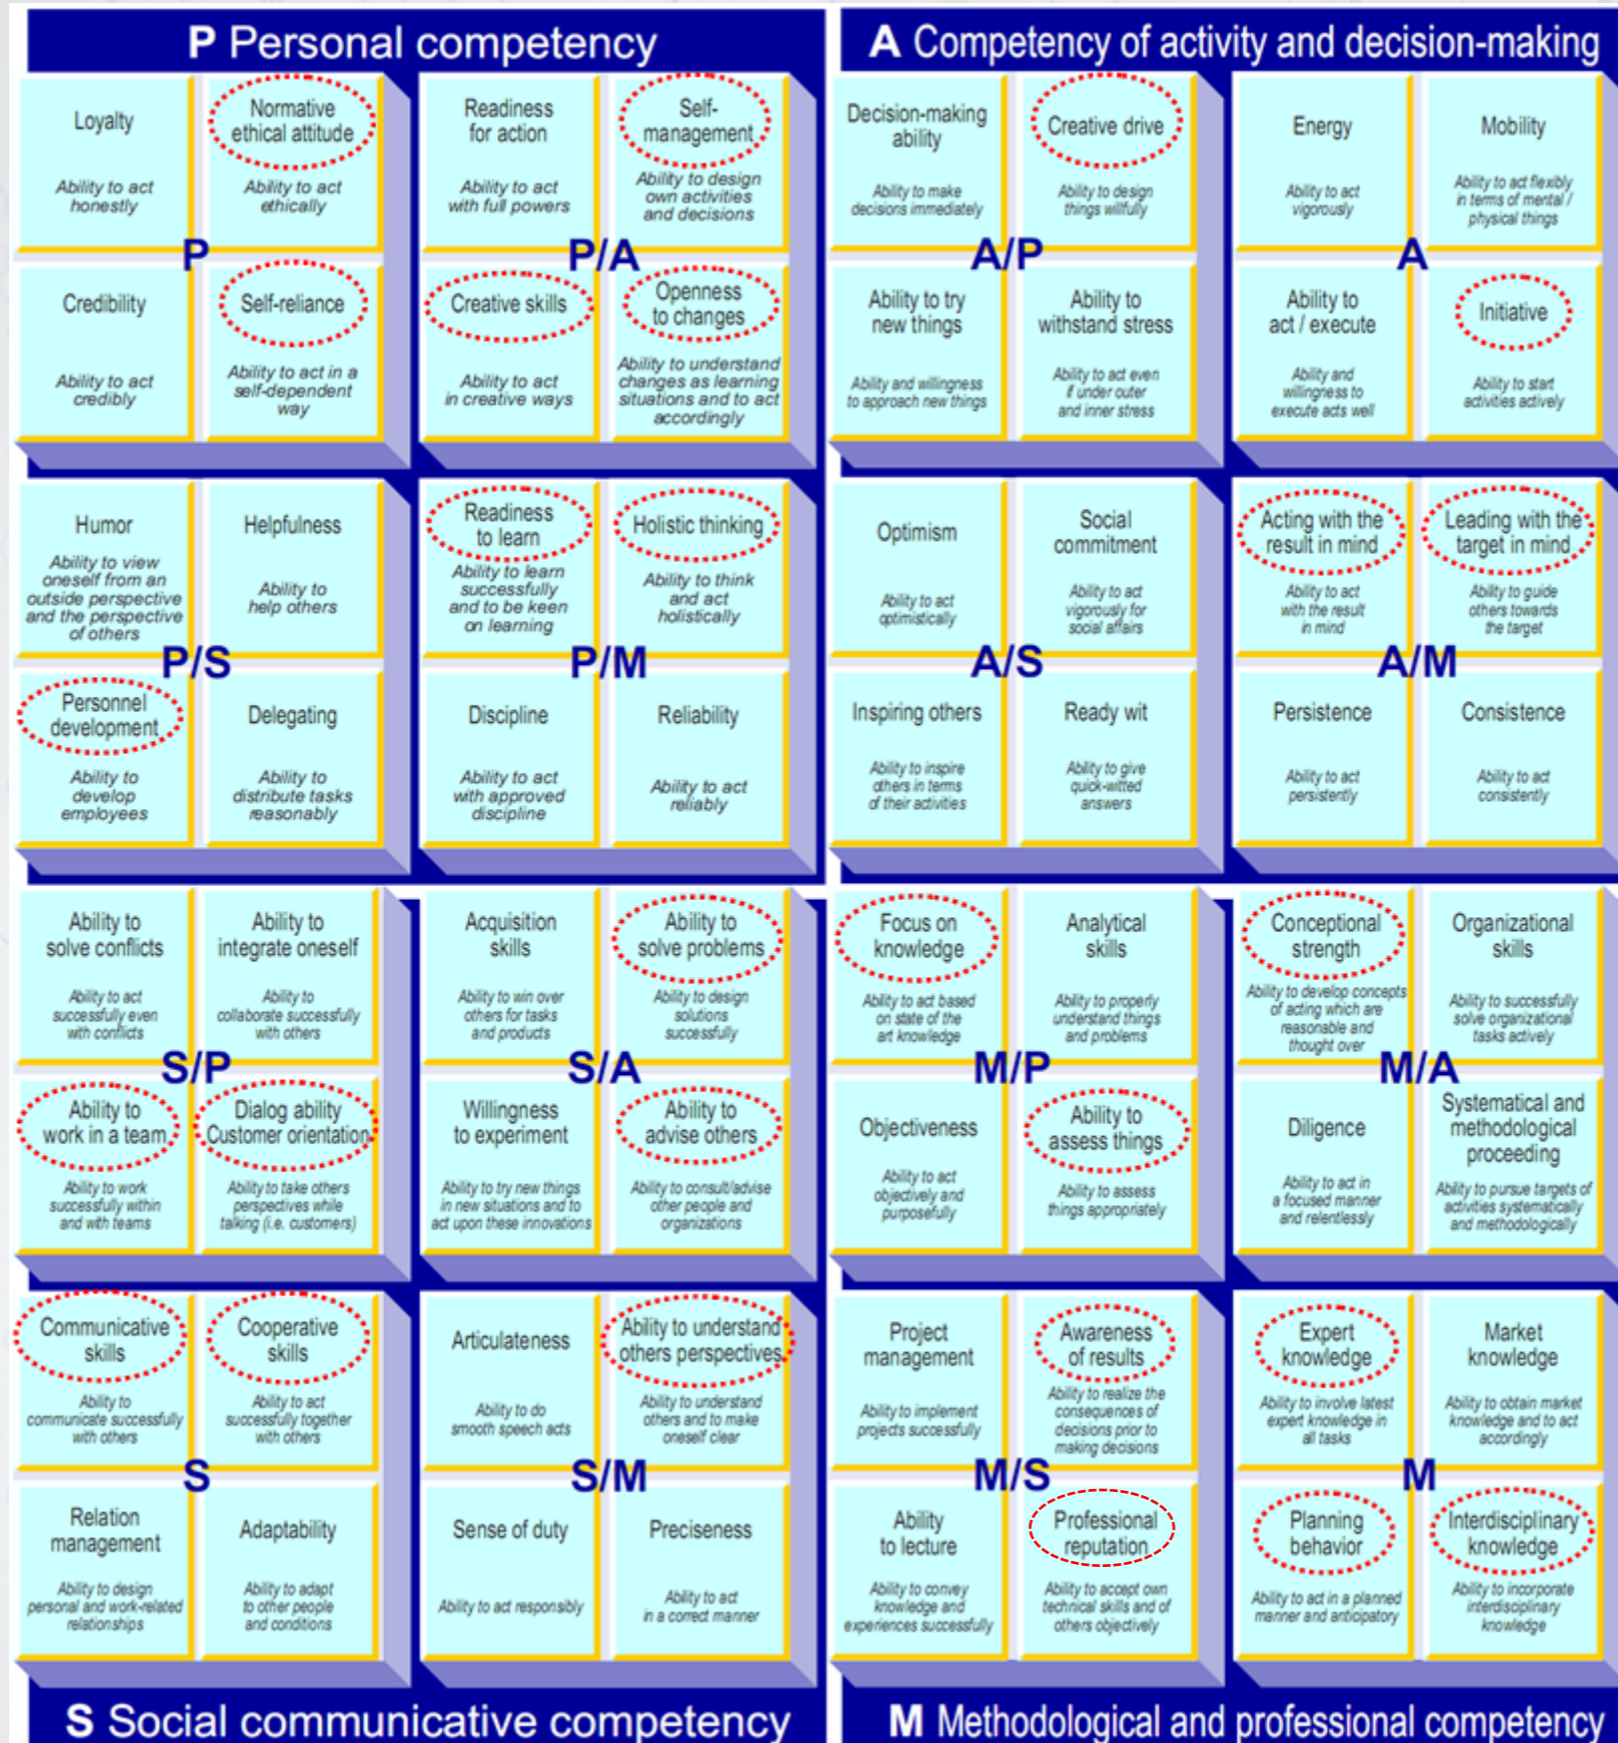 P Personal competency
A Competency of activity and decision-making
Loyalty
Ability to act
honestly
Normative
ethical attitude
Ability to act
ethically
P
Credibility
Ability to act
credibly
Self-reliance
Ability to act in a
self-dependent
way
Readiness
for action
Ability to act
with full powers
Self-
management
Ability to design
own activities
and decisions
P/A
Creative skills
Ability to act
in creative ways
Openness
to changes
Ability to understand
changes as learning
situations and to act
accordingly
Decision-making
ability
Ability to make
decisions immediately
Creative drive
Ability to design
things willfully
A/P
Ability to try
new things
Ability and willingness
to approach new things
Ability to
withstand stress
Ability to act even
if under outer
and inner stress
Energy
Ability to act
vigorously
Mobility
Ability to act flexibly
in terms of mental /
physical things
A
Ability to
act / execute
Ability and
willingness to
execute acts well
Initiative
Ability to start
activities actively
Humor
Ability to view
oneself from an
outside perspective
and the perspective
of others
Helpfulness
Ability to
help others
P/S
Personnel
development
Ability to
develop
employees
Delegating
Ability to
distribute tasks
reasonably
Readiness
to learn
Ability to learn
successfully
and to be keen
on learning
Holistic thinking
Ability to think
and act
holistically
P/M
Discipline
Ability to act
with approved
discipline
Reliability
Ability to act
reliably
Optimism
Ability to act
optimistically
Social
commitment
Ability to act
vigorously for
social affairs
A/S
Inspiring others
Ability to inspire
others in terms
of their activities
Ready wit
Ability to give
quick-witted
answers
Acting with the
result in mind
Ability to act
with the result
in mind
Leading with the
target in mind
Ability to guide
others towards
the target
A/M
Persistence
Ability to act
persistently
Consistence
Ability to act
consistently
Ability to
solve conflicts
Ability to act
successfully even
with conflicts
Ability to
integrate oneself
Ability to
collaborate successfully
with others
S/P
Ability to
work in a team
Ability to work
successfully within
and with teams
Dialog ability
Customer orientation
Ability to take others
perspectives while
talking (i.e. customers)
Acquisition
skills
Ability to win over
others for tasks
and products
Ability to
solve problems
Ability to design
solutions
successfully
S/A
Willingness
to experiment
Ability to try new things
in new situations and to
act upon these innovations
Ability to
advise others
Ability to consult/advise
other people and
organizations
Focus on
knowledge
Ability to act based
on state of the
art knowledge
Analytical
skills
Ability to properly
understand things
and problems
M/P
Objectiveness
Ability to act
objectively and
purposefully
Ability to
assess things
Ability to assess
things appropriately
Conceptional
strength
Ability to develop concepts
of acting which are
reasonable and
thought over
Organizational
skills
Ability to successfully
solve organizational
tasks actively
M/A
Diligence
Ability to act in
a focused manner
and relentlessly
Systematical and
methodological
proceeding
Ability to pursue targets of
activities systematically
and methodologically
Communicative
skills
Ability to
communicate successfully
with others
Cooperative
skills
Ability to act
successfully together
with others
S
Relation
management
Ability to design
personal and work-related
relationships
Adaptability
Ability to adapt
to other people
and conditions
Articulateness
Ability to do
smooth speech acts
Ability to understand
others perspectives
Ability to understand
others and to make
oneself clear
S/M
Sense of duty
Ability to act responsibly
Preciseness
Ability to act
in a correct manner
Project
management
Ability to implement
projects successfully
Awareness
of results
Ability to realize the
consequences of
decisions prior to
making decisions
M/S
Ability
to lecture
Ability to convey
knowledge and
experiences successfully
Professional
reputation
Ability to accept own
technical skills and of
others objectively
Expert
knowledge
Ability to involve latest
expert knowledge in
all tasks
Market
knowledge
Ability to obtain market
knowledge and to act
accordingly
M
Planning
behavior
Ability to act in a planned
manner and anticipatory
Interdisciplinary
knowledge
Ability to incorporate
interdisciplinary
knowledge
S Social communicative competency
M Methodological and professional competency